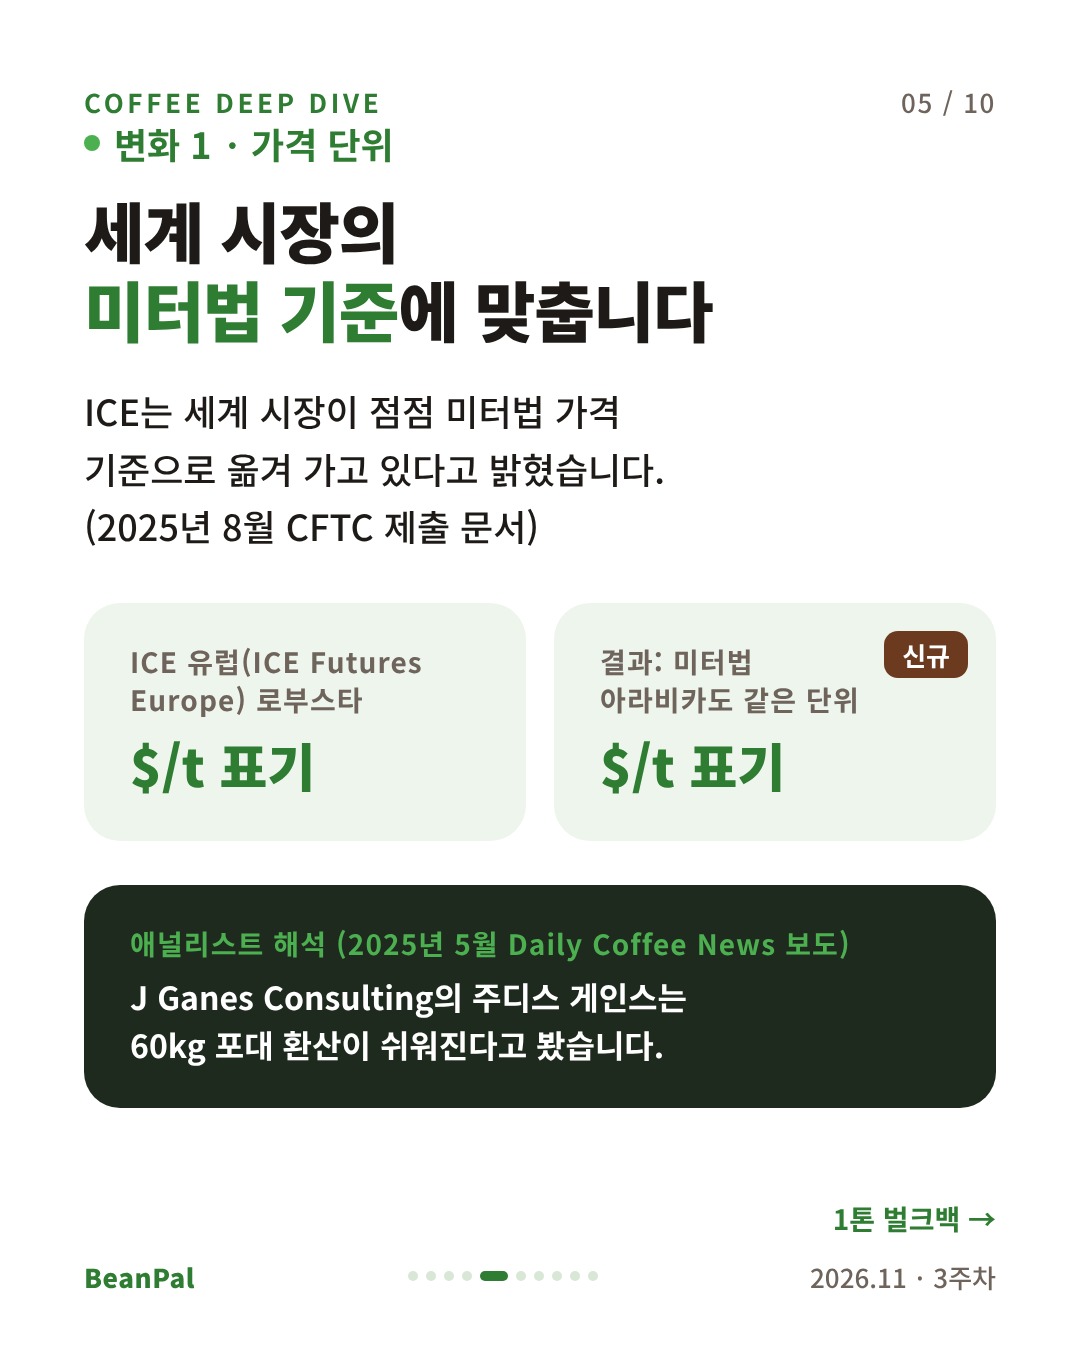 COFFEE DEEP DIVE
05 / 10
변화 1 · 가격 단위
세계 시장의
미터법 기준에 맞춥니다
ICE는 세계 시장이 점점 미터법 가격
기준으로 옮겨 가고 있다고 밝혔습니다.
(2025년 8월 CFTC 제출 문서)
ICE 유럽(ICE Futures
Europe) 로부스타
$/t 표기
결과: 미터법
아라비카도 같은 단위
신규
$/t 표기
애널리스트 해석 (2025년 5월 Daily Coffee News 보도)
J Ganes Consulting의 주디스 게인스는
60kg 포대 환산이 쉬워진다고 봤습니다.
1톤 벌크백 →
BeanPal
2026.11 · 3주차